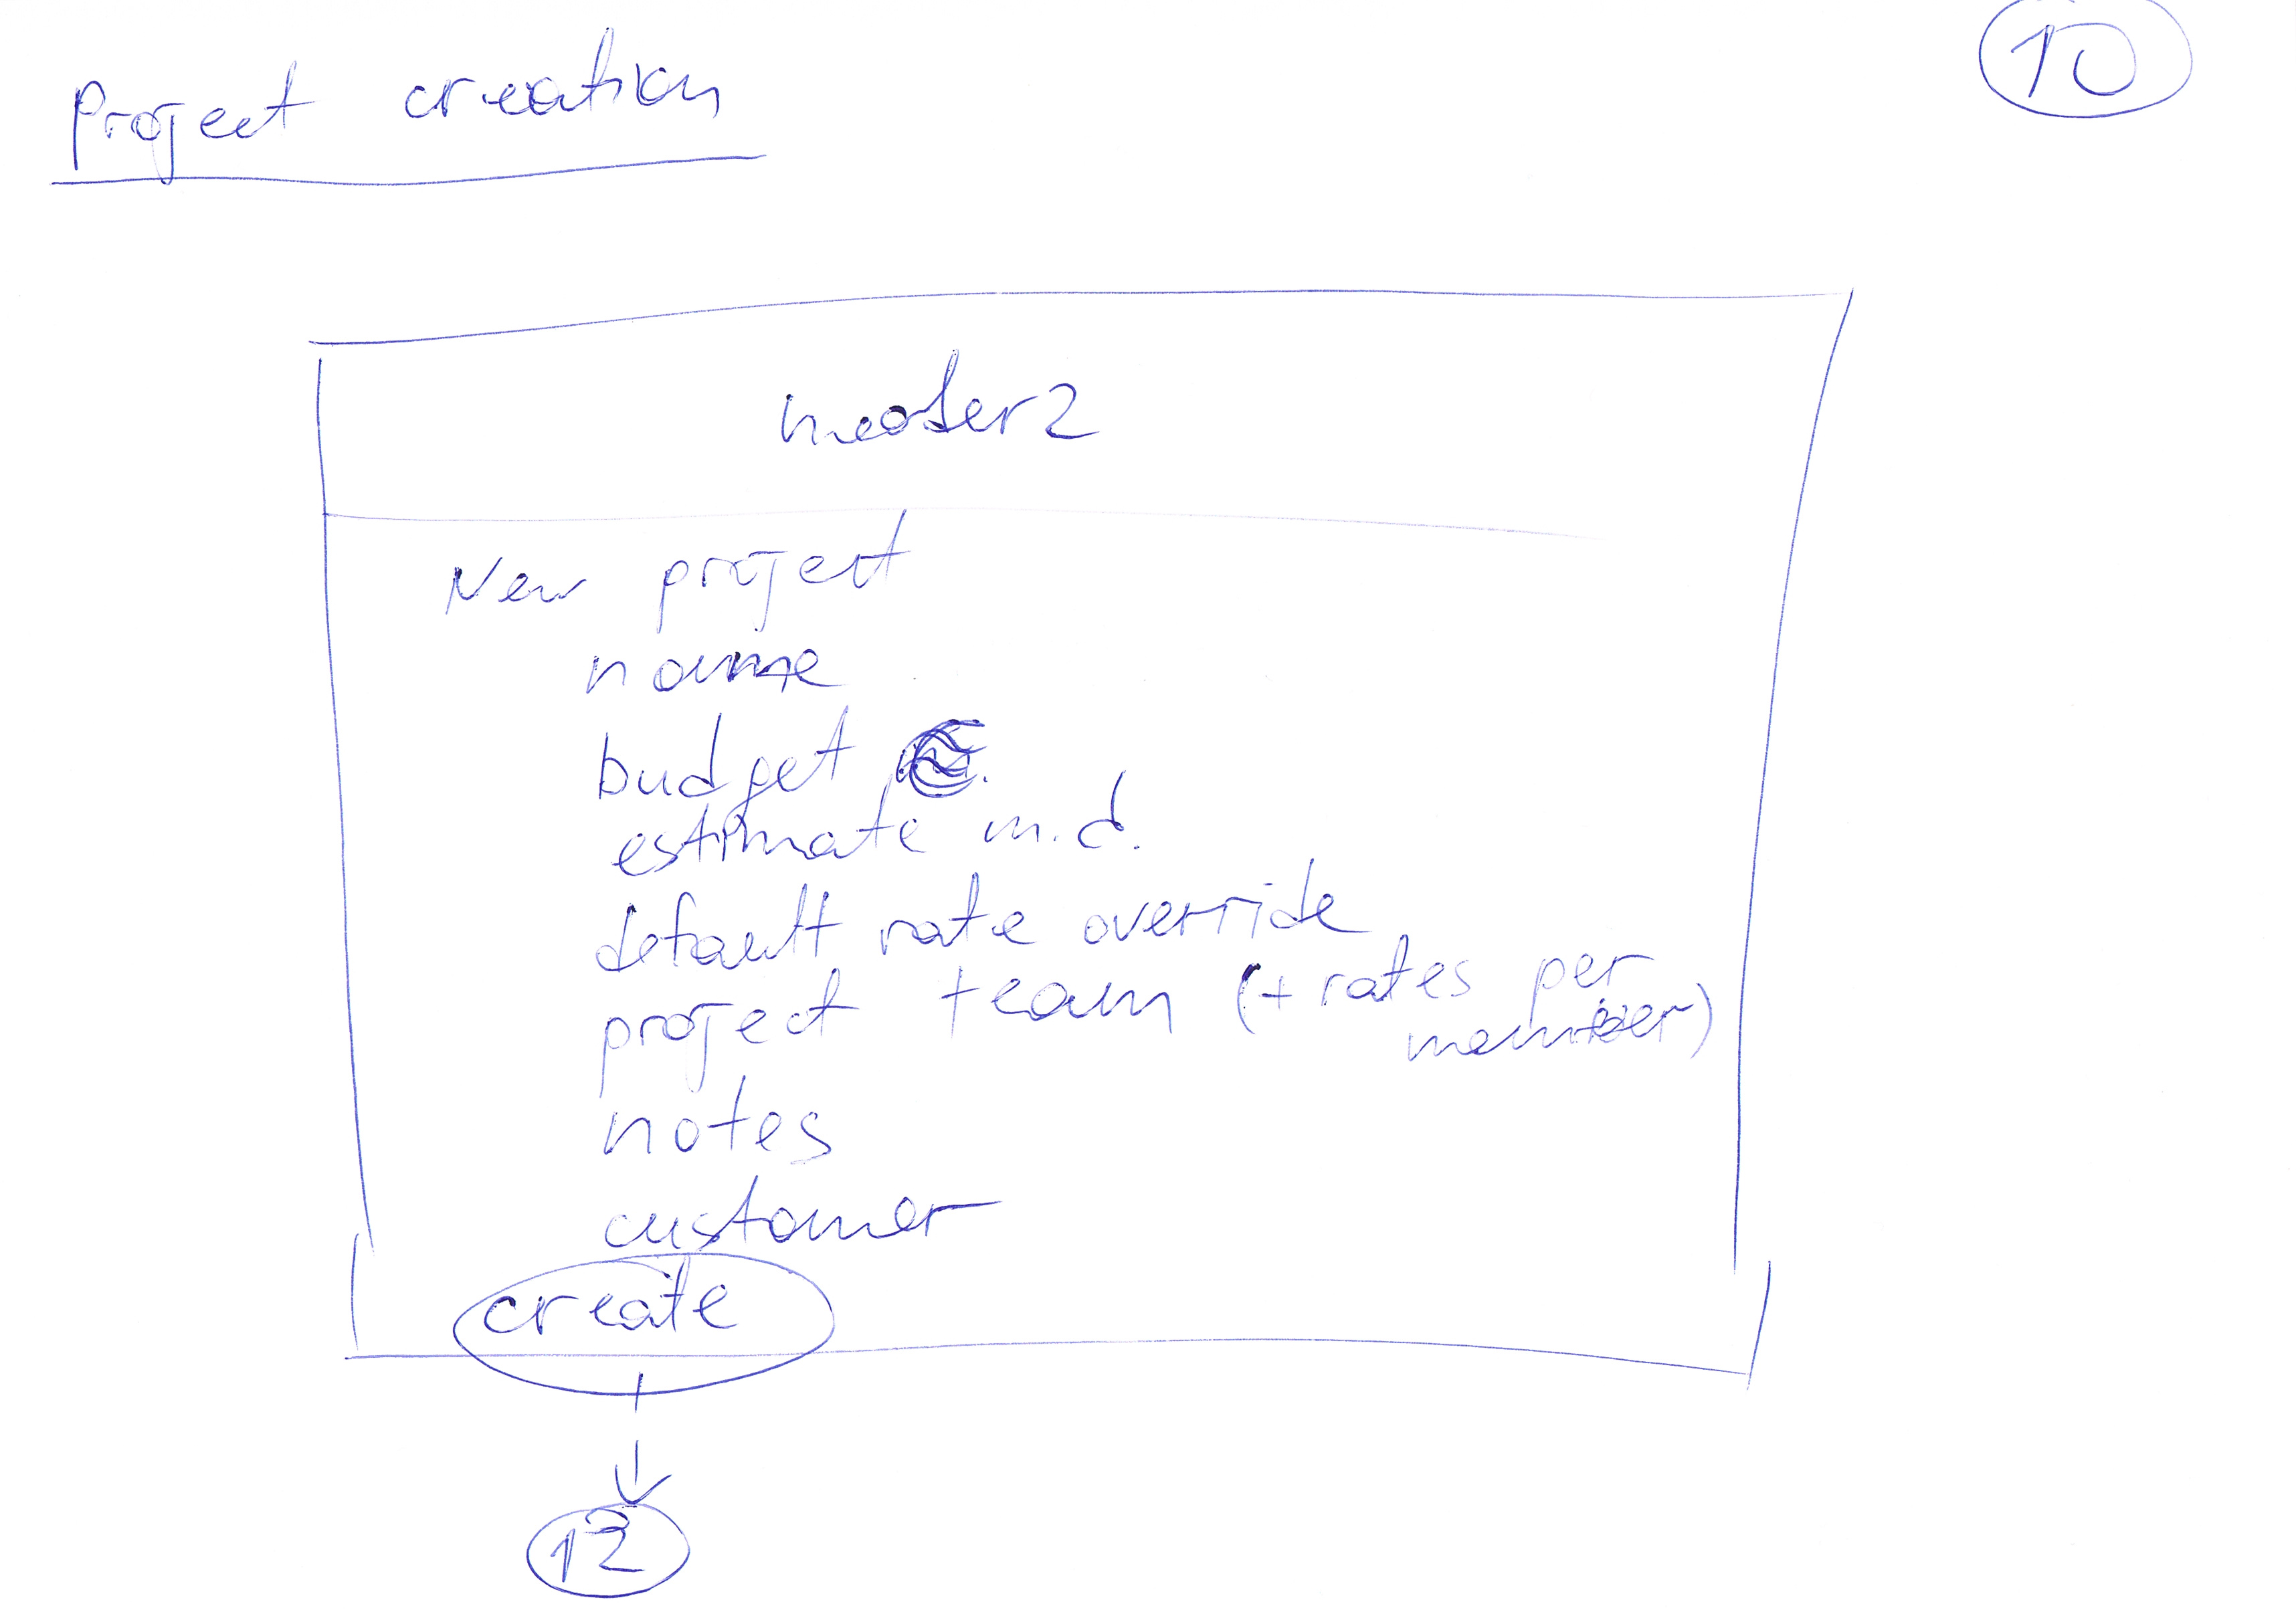 Project creation
10
header2
New project
name
budget
estimate m.d.
default rate override
project team (+ rates per
member)
notes
customer
create
12